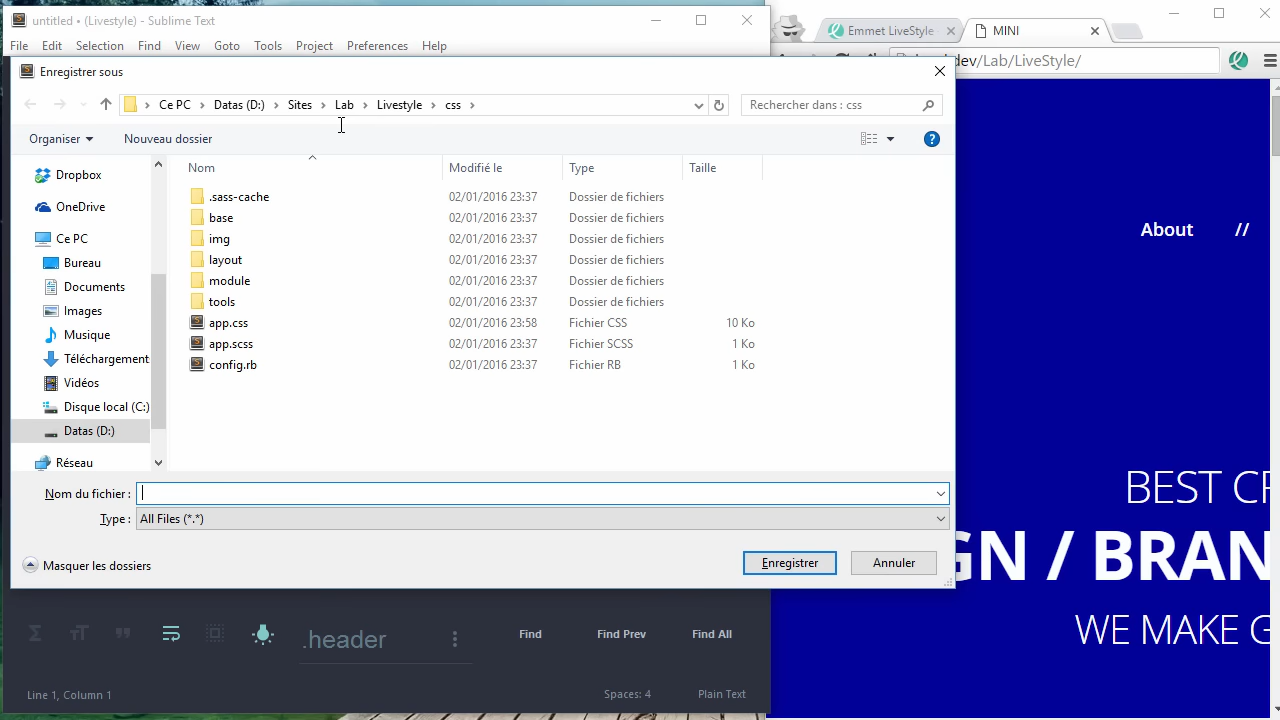 untitled • (Livestyle) - Sublime Text
File Edit Selection Find View Goto Tools Project Preferences Help
Emmet LiveStyle
MINI
dev/Lab/LiveStyle/
Enregistrer sous
Ce PC Datas (D:) Sites Lab Livestyle css
Rechercher dans : css
Organiser Nouveau dossier
Nom Modifié le Type Taille
Dropbox
OneDrive
Ce PC
Bureau
Documents
Images
Musique
Téléchargement
Vidéos
Disque local (C:)
Datas (D:)
Réseau
.sass-cache 02/01/2016 23:37 Dossier de fichiers
base 02/01/2016 23:37 Dossier de fichiers
img 02/01/2016 23:37 Dossier de fichiers
layout 02/01/2016 23:37 Dossier de fichiers
module 02/01/2016 23:37 Dossier de fichiers
tools 02/01/2016 23:37 Dossier de fichiers
app.css 02/01/2016 23:58 Fichier CSS 10 Ko
app.scss 02/01/2016 23:37 Fichier SCSS 1 Ko
config.rb 02/01/2016 23:37 Fichier RB 1 Ko
Nom du fichier :
Type : All Files (*.*)
Masquer les dossiers
Enregistrer Annuler
About //
BEST CR
GN / BRAN
WE MAKE G
.header
Find Find Prev Find All
Line 1, Column 1
Spaces: 4 Plain Text